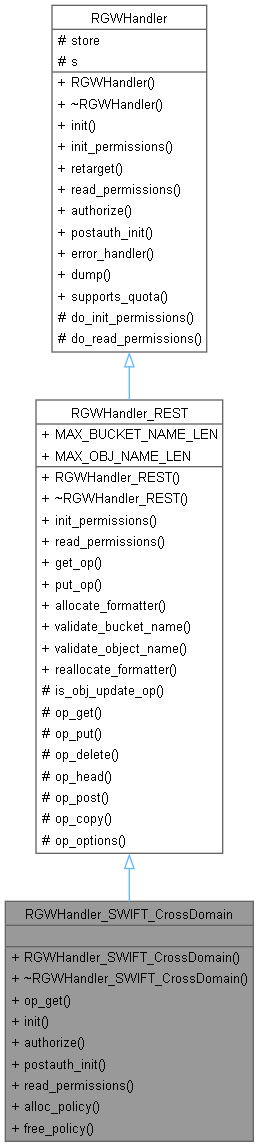 RGWHandler
# store
# s
+ RGWHandler()
+ ~RGWHandler()
+ init()
+ init_permissions()
+ retarget()
+ read_permissions()
+ authorize()
+ postauth_init()
+ error_handler()
+ dump()
+ supports_quota()
# do_init_permissions()
# do_read_permissions()
RGWHandler_REST
+ MAX_BUCKET_NAME_LEN
+ MAX_OBJ_NAME_LEN
+ RGWHandler_REST()
+ ~RGWHandler_REST()
+ init_permissions()
+ read_permissions()
+ get_op()
+ put_op()
+ allocate_formatter()
+ validate_bucket_name()
+ validate_object_name()
+ reallocate_formatter()
# is_obj_update_op()
# op_get()
# op_put()
# op_delete()
# op_head()
# op_post()
# op_copy()
# op_options()
RGWHandler_SWIFT_CrossDomain
+ RGWHandler_SWIFT_CrossDomain()
+ ~RGWHandler_SWIFT_CrossDomain()
+ op_get()
+ init()
+ authorize()
+ postauth_init()
+ read_permissions()
+ alloc_policy()
+ free_policy()